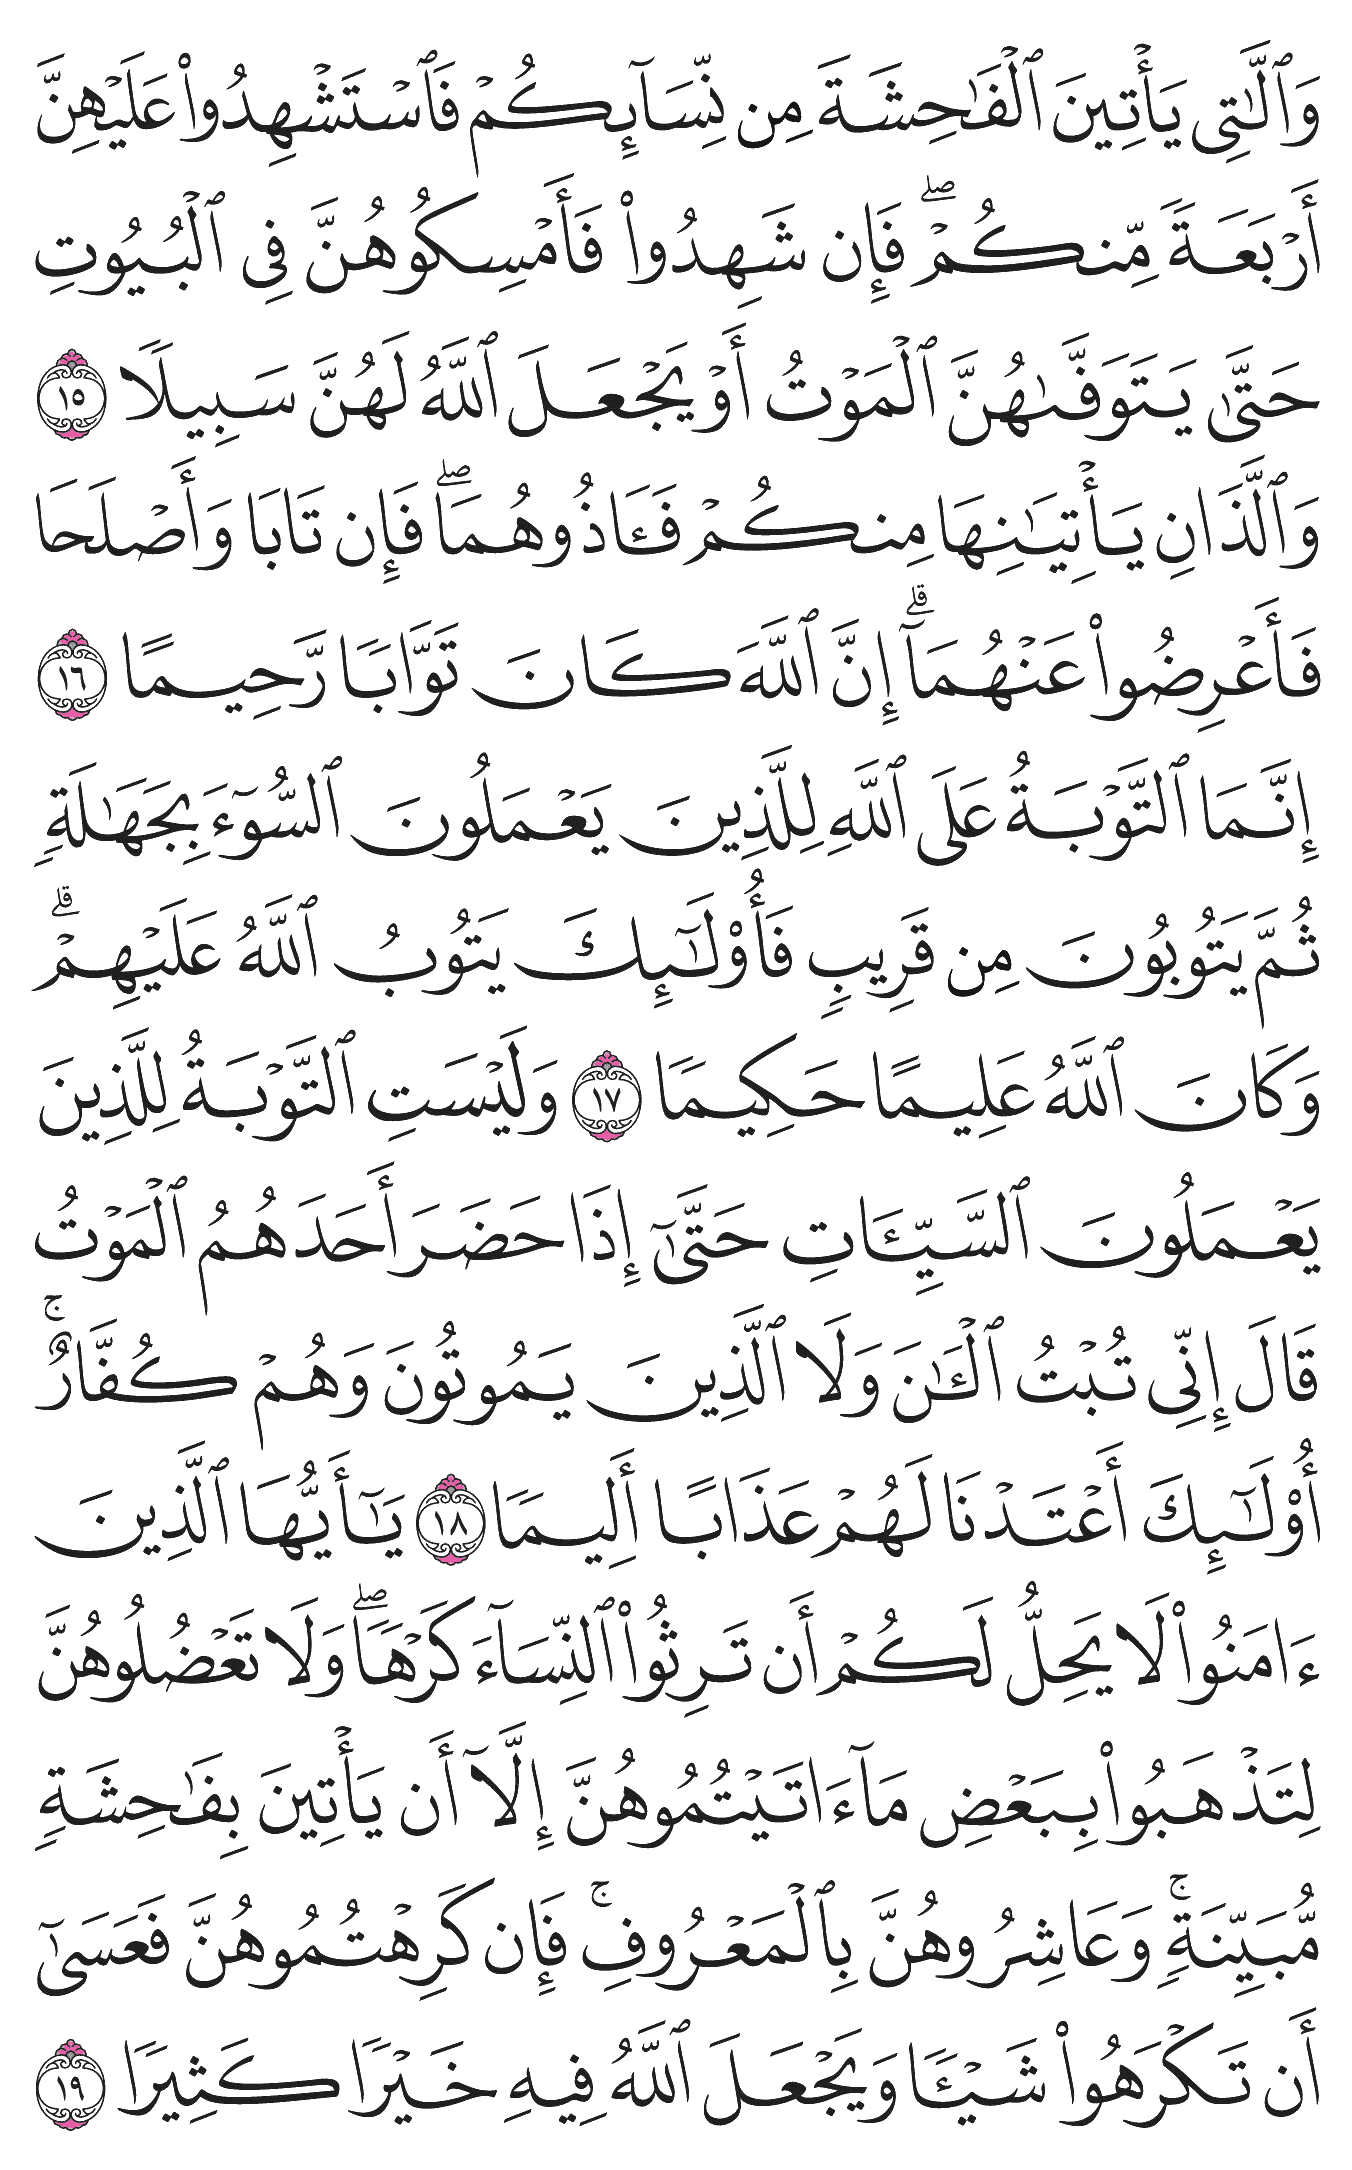 وَٱلَّٰتِي يَأۡتِينَ ٱلۡفَٰحِشَةَ مِن نِّسَآئِكُمۡ فَٱسۡتَشۡهِدُواْ عَلَيۡهِنَّ
أَرۡبَعَةٗ مِّنكُمۡۖ فَإِن شَهِدُواْ فَأَمۡسِكُوهُنَّ فِي ٱلۡبُيُوتِ
حَتَّىٰ يَتَوَفَّىٰهُنَّ ٱلۡمَوۡتُ أَوۡ يَجۡعَلَ ٱللَّهُ لَهُنَّ سَبِيلٗا ١٥
وَٱلَّذَانِ يَأۡتِيَٰنِهَا مِنكُمۡ فَـَٔاذُوهُمَاۖ فَإِن تَابَا وَأَصۡلَحَا
فَأَعۡرِضُواْ عَنۡهُمَآۗ إِنَّ ٱللَّهَ كَانَ تَوَّابٗا رَّحِيمًا ١٦
إِنَّمَا ٱلتَّوۡبَةُ عَلَى ٱللَّهِ لِلَّذِينَ يَعۡمَلُونَ ٱلسُّوٓءَ بِجَهَٰلَةٖ
ثُمَّ يَتُوبُونَ مِن قَرِيبٖ فَأُوْلَٰٓئِكَ يَتُوبُ ٱللَّهُ عَلَيۡهِمۡۗ
وَكَانَ ٱللَّهُ عَلِيمًا حَكِيمٗا ١٧ وَلَيۡسَتِ ٱلتَّوۡبَةُ لِلَّذِينَ
يَعۡمَلُونَ ٱلسَّيِّـَٔاتِ حَتَّىٰٓ إِذَا حَضَرَ أَحَدَهُمُ ٱلۡمَوۡتُ
قَالَ إِنِّي تُبۡتُ ٱلۡـَٰٔنَ وَلَا ٱلَّذِينَ يَمُوتُونَ وَهُمۡ كُفَّارٌۚ
أُوْلَٰٓئِكَ أَعۡتَدۡنَا لَهُمۡ عَذَابًا أَلِيمٗا ١٨ يَٰٓأَيُّهَا ٱلَّذِينَ
ءَامَنُواْ لَا يَحِلُّ لَكُمۡ أَن تَرِثُواْ ٱلنِّسَآءَ كَرۡهٗاۖ وَلَا تَعۡضُلُوهُنَّ
لِتَذۡهَبُواْ بِبَعۡضِ مَآ ءَاتَيۡتُمُوهُنَّ إِلَّآ أَن يَأۡتِينَ بِفَٰحِشَةٖ
مُّبَيِّنَةٖۚ وَعَاشِرُوهُنَّ بِٱلۡمَعۡرُوفِۚ فَإِن كَرِهۡتُمُوهُنَّ فَعَسَىٰٓ
أَن تَكۡرَهُواْ شَيۡـٔٗا وَيَجۡعَلَ ٱللَّهُ فِيهِ خَيۡرٗا كَثِيرٗا ١٩